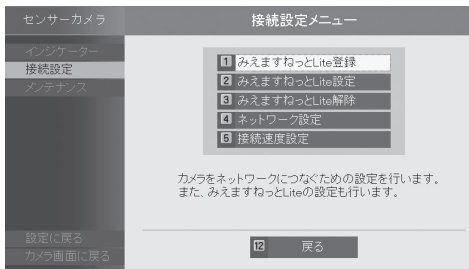 センサーカメラ
接続設定メニュー
インジケーター
接続設定
メンテナンス
設定に戻る
カメラ画面に戻る
1 みえますねっとLite登録
2 みえますねっとLite設定
3 みえますねっとLite解除
4 ネットワーク設定
5 接続速度設定
カメラをネットワークにつなぐための設定を行います。
また、みえますねっとLiteの設定も行います。
12 戻る